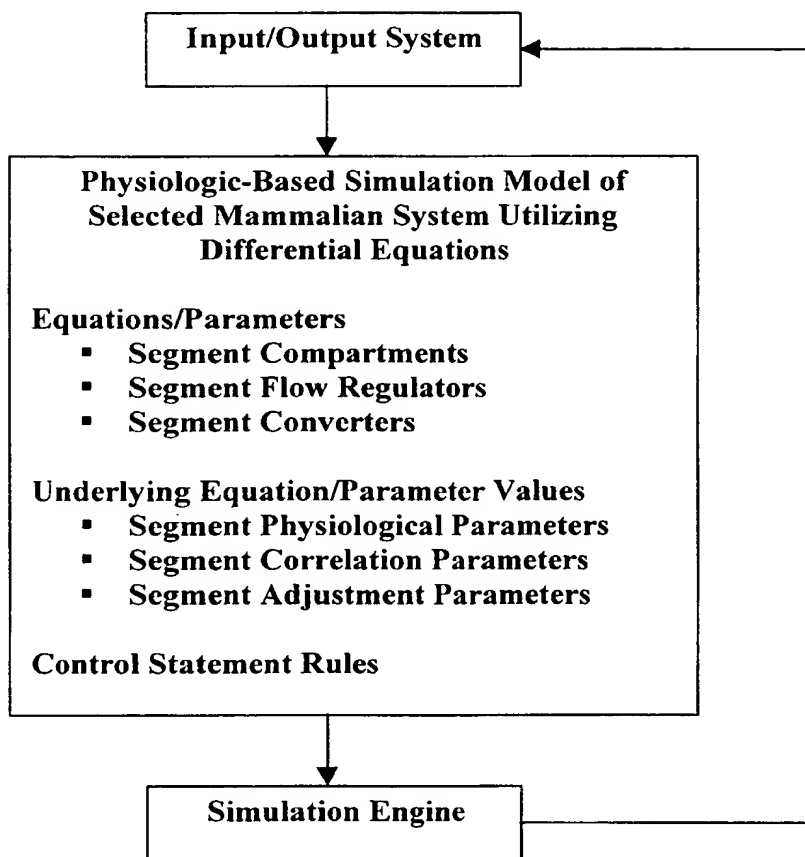 Input/Output System
Physiologic-Based Simulation Model of
Selected Mammalian System Utilizing
Differential Equations
Equations/Parameters
▪ Segment Compartments
▪ Segment Flow Regulators
▪ Segment Converters
Underlying Equation/Parameter Values
▪ Segment Physiological Parameters
▪ Segment Correlation Parameters
▪ Segment Adjustment Parameters
Control Statement Rules
Simulation Engine